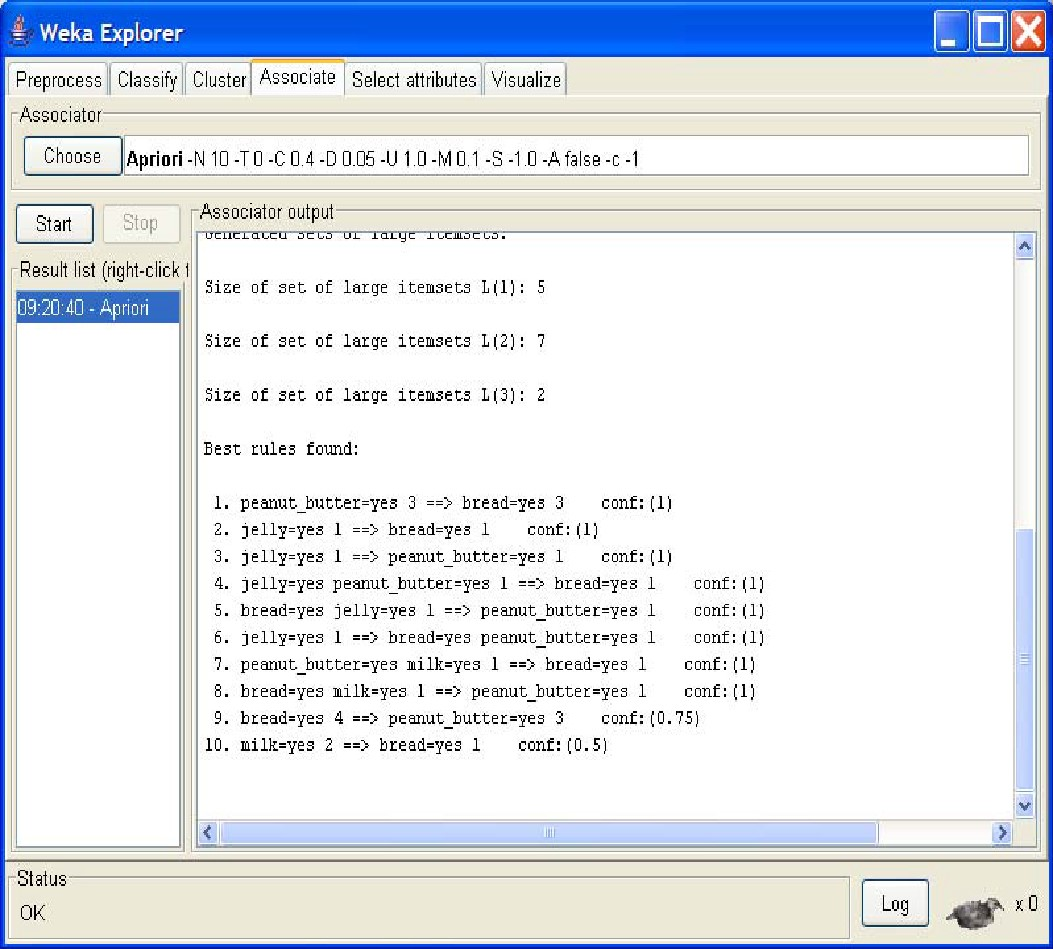 Weka Explorer
Preprocess Classify Cluster Associate Select attributes Visualize
Associator
Choose Apriori -N 10 -T 0 -C 0.4 -D 0.05 -U 1.0 -M 0.1 -S -1.0 -A false -c -1
Start Stop
Associator output
Generated sets of large itemsets:
Result list (right-click
Size of set of large itemsets L(1): 5
09:20:40 - Apriori
Size of set of large itemsets L(2): 7
Size of set of large itemsets L(3): 2
Best rules found:
1. peanut_butter=yes 3 ==> bread=yes 3 conf:(1)
2. jelly=yes 1 ==> bread=yes 1 conf:(1)
3. jelly=yes 1 ==> peanut_butter=yes 1 conf:(1)
4. jelly=yes peanut_butter=yes 1 ==> bread=yes 1 conf:(1)
5. bread=yes jelly=yes 1 ==> peanut_butter=yes 1 conf:(1)
6. jelly=yes 1 ==> bread=yes peanut_butter=yes 1 conf:(1)
7. peanut_butter=yes milk=yes 1 ==> bread=yes 1 conf:(1)
8. bread=yes milk=yes 1 ==> peanut_butter=yes 1 conf:(1)
9. bread=yes 4 ==> peanut_butter=yes 3 conf:(0.75)
10. milk=yes 2 ==> bread=yes 1 conf:(0.5)
Status
OK
Log
x 0